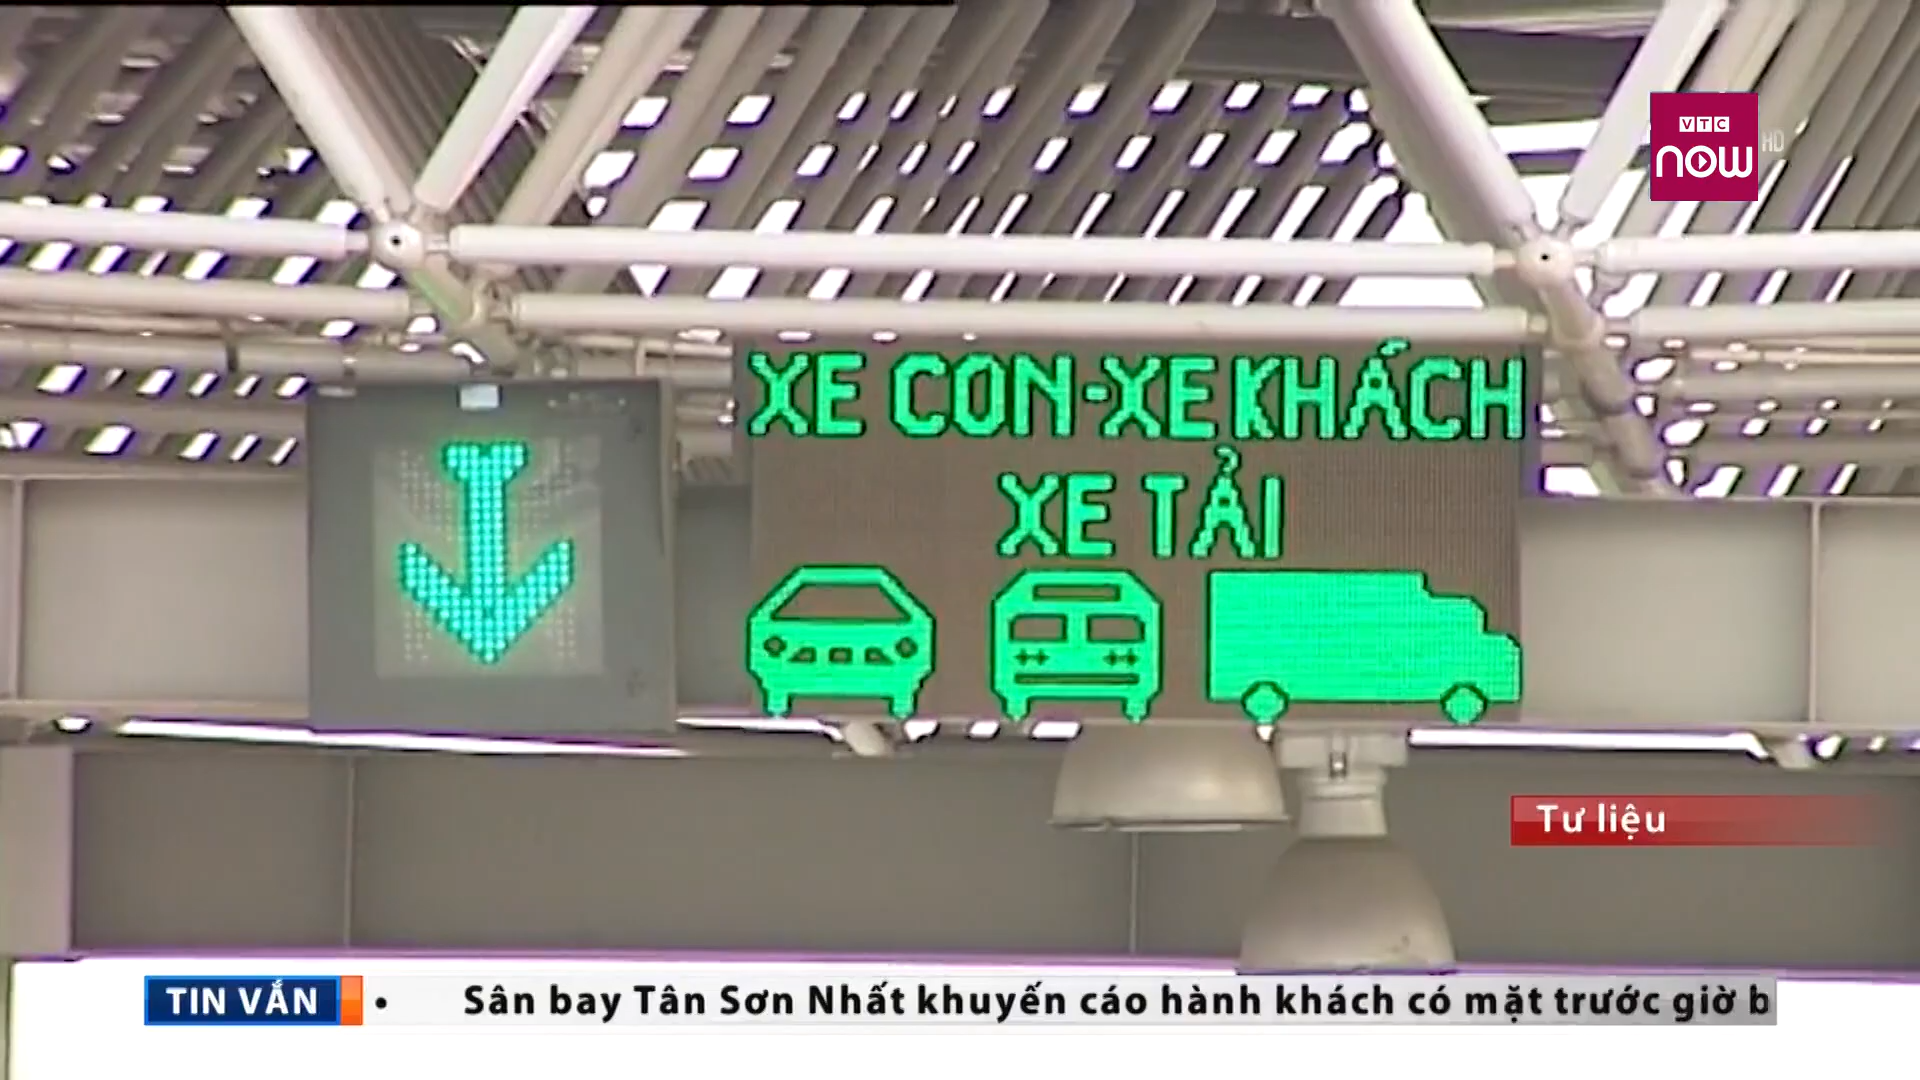 VTC
now
HD
XE CON-XE KHÁCH
XE TẢI
Tư liệu
TIN VẮN
• Sân bay Tân Sơn Nhất khuyến cáo hành khách có mặt trước giờ b